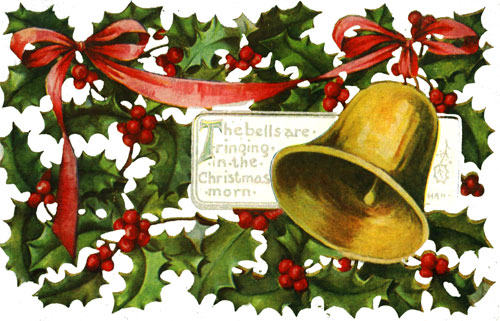 The bells are
ringing
in the
Christmas
morn.